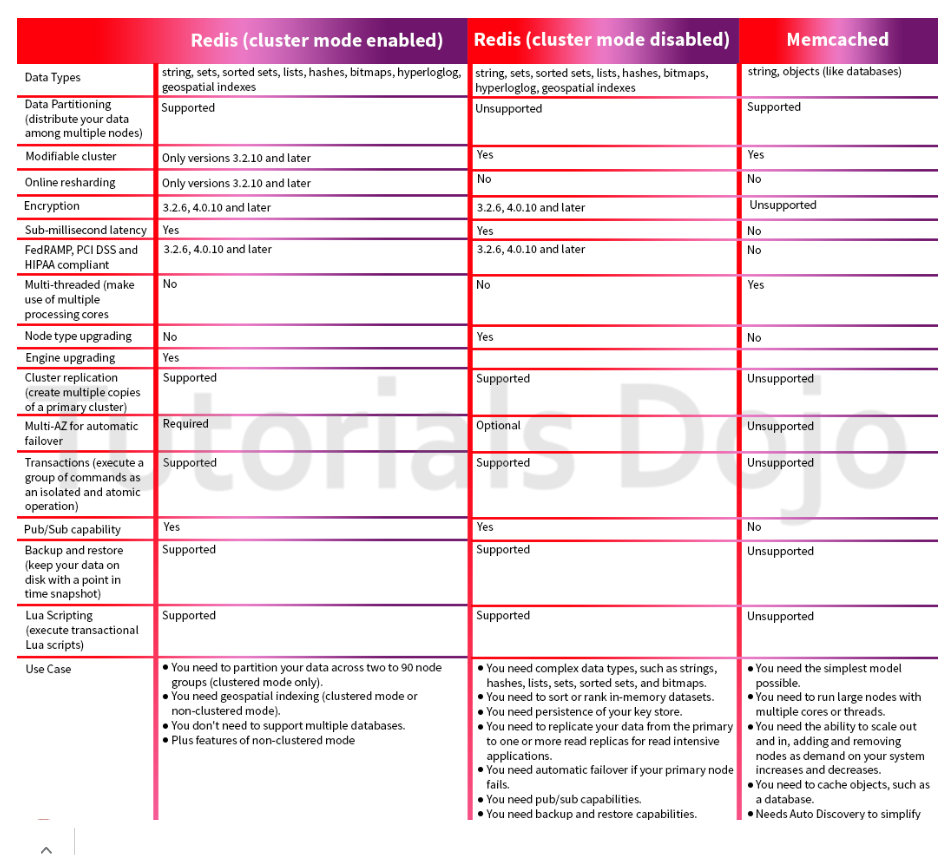 Redis (cluster mode enabled)
Redis (cluster mode disabled)
Memcached
Data Types
string, sets, sorted sets, lists, hashes, bitmaps, hyperloglog,
geospatial indexes
string, sets, sorted sets, lists, hashes, bitmaps,
hyperloglog, geospatial indexes
string, objects (like databases)
Data Partitioning
(distribute your data
among multiple nodes)
Supported
Unsupported
Supported
Modifiable cluster
Only versions 3.2.10 and later
Yes
Yes
Online resharding
Only versions 3.2.10 and later
No
No
Encryption
3.2.6, 4.0.10 and later
3.2.6, 4.0.10 and later
Unsupported
Sub-millisecond latency
Yes
Yes
No
FedRAMP, PCI DSS and
HIPAA compliant
3.2.6, 4.0.10 and later
3.2.6, 4.0.10 and later
No
Multi-threaded (make
use of multiple
processing cores
No
No
Yes
Node type upgrading
No
Yes
No
Engine upgrading
Yes
Cluster replication
(create multiple copies
of a primary cluster)
Supported
Supported
Unsupported
Multi-AZ for automatic
failover
Required
Optional
Unsupported
Transactions (execute a
group of commands as
an isolated and atomic
operation)
Supported
Supported
Unsupported
Pub/Sub capability
Yes
Yes
No
Backup and restore
(keep your data on
disk with a point in
time snapshot)
Supported
Supported
Unsupported
Lua Scripting
(execute transactional
Lua scripts)
Supported
Supported
Unsupported
Use Case
● You need to partition your data across two to 90 node
groups (clustered mode only).
● You need geospatial indexing (clustered mode or
non-clustered mode).
● You don't need to support multiple databases.
● Plus features of non-clustered mode
● You need complex data types, such as strings,
hashes, lists, sets, sorted sets, and bitmaps.
● You need to sort or rank in-memory datasets.
● You need persistence of your key store.
● You need to replicate your data from the primary
to one or more read replicas for read intensive
applications.
● You need automatic failover if your primary node
fails.
● You need pub/sub capabilities.
● You need backup and restore capabilities.
● You need the simplest model
possible.
● You need to run large nodes with
multiple cores or threads.
● You need the ability to scale out
and in, adding and removing
nodes as demand on your system
increases and decreases.
● You need to cache objects, such as
a database.
● Needs Auto Discovery to simplify
Tutorials Dojo